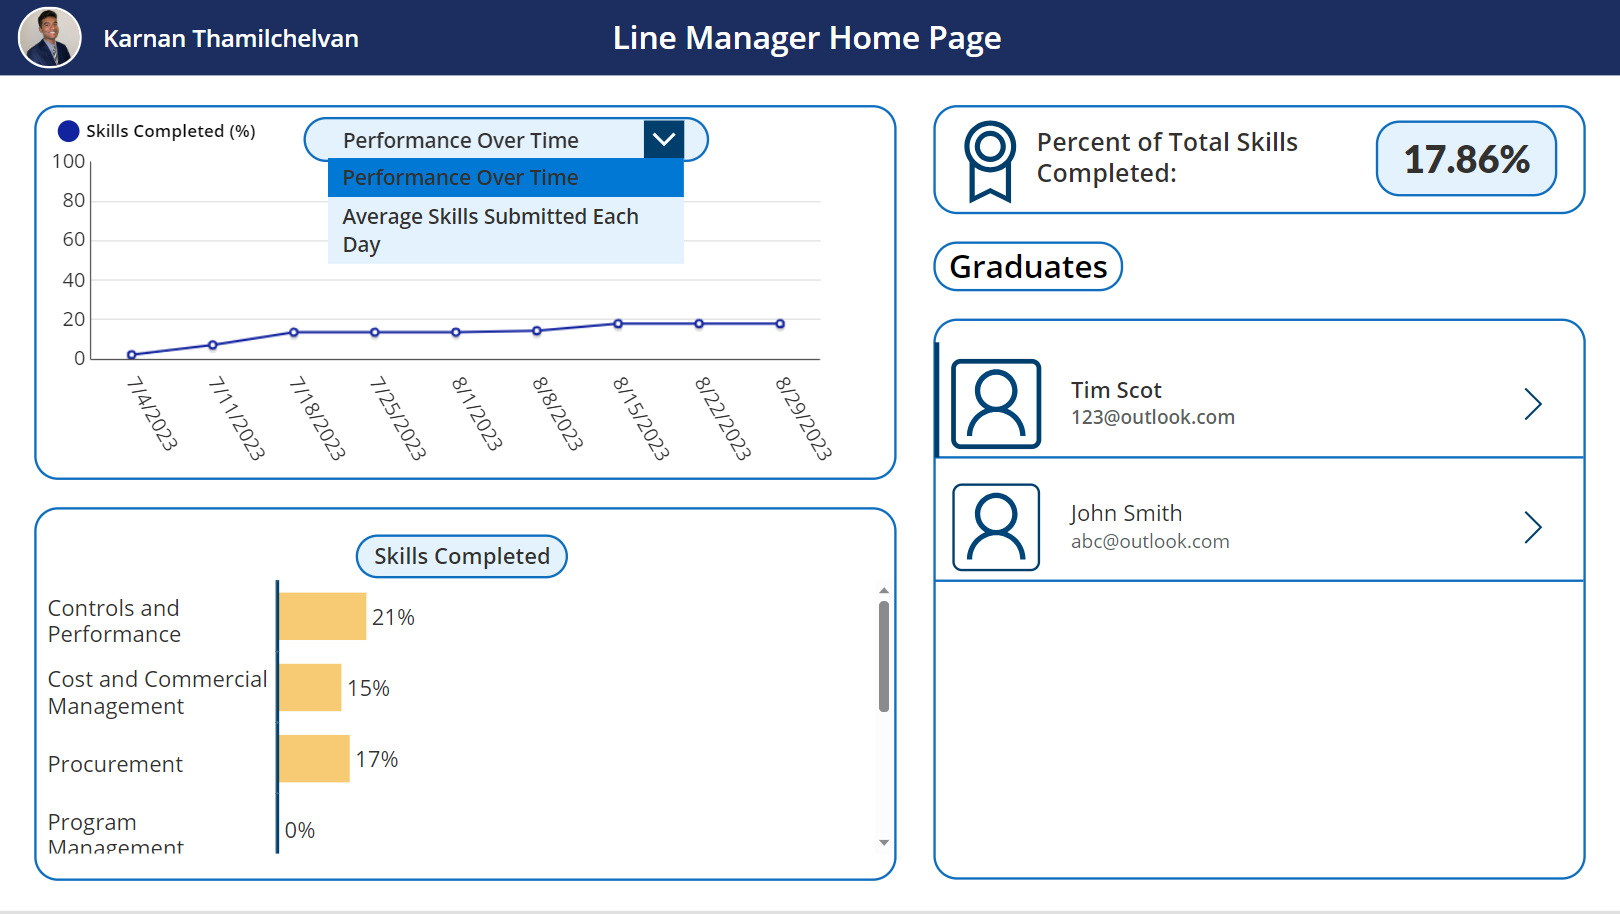 Karnan Thamilchelvan
Line Manager Home Page
Skills Completed (%)
Performance Over Time
Performance Over Time
Average Skills Submitted Each
Day
100
80
60
40
20
0
7/4/2023
7/11/2023
7/18/2023
7/25/2023
8/1/2023
8/8/2023
8/15/2023
8/22/2023
8/29/2023
Skills Completed
Controls and
Performance
21%
Cost and Commercial
Management
15%
Procurement
17%
Program
Management
0%
Percent of Total Skills
Completed:
17.86%
Graduates
Tim Scot
123@outlook.com
John Smith
abc@outlook.com